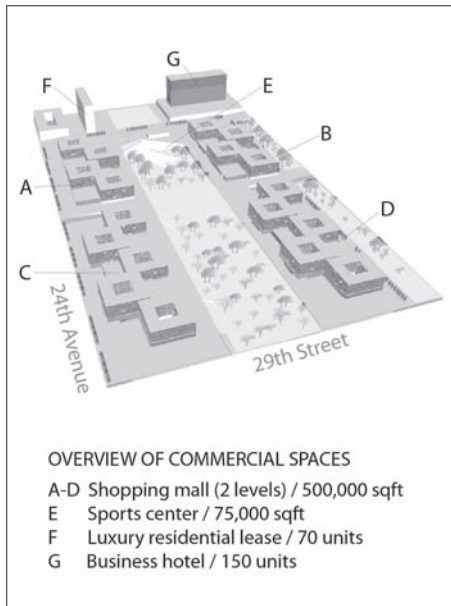 G
F
E
B
A
D
C
24th Avenue
29th Street
OVERVIEW OF COMMERCIAL SPACES
A-D Shopping mall (2 levels) / 500,000 sqft
E Sports center / 75,000 sqft
F Luxury residential lease / 70 units
G Business hotel / 150 units